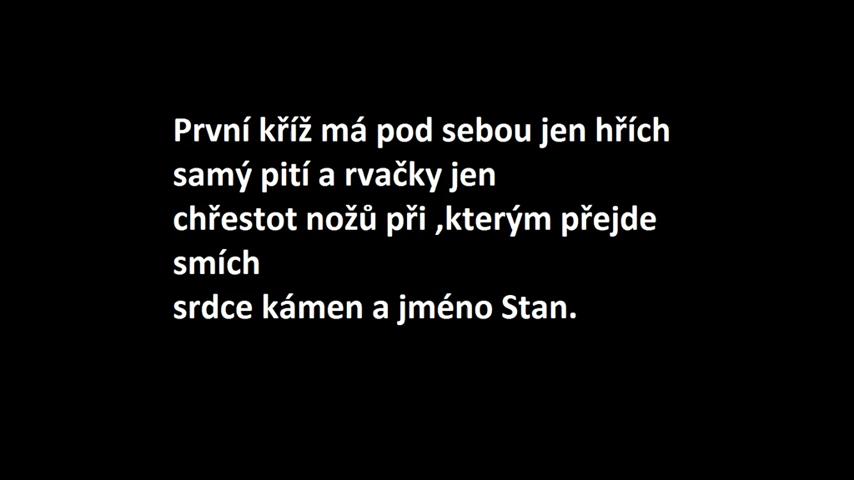 První kříž má pod sebou jen hřích
samý pití a rvačky jen
chřestot nožů při ,kterým přejde
smích
srdce kámen a jméno Stan.